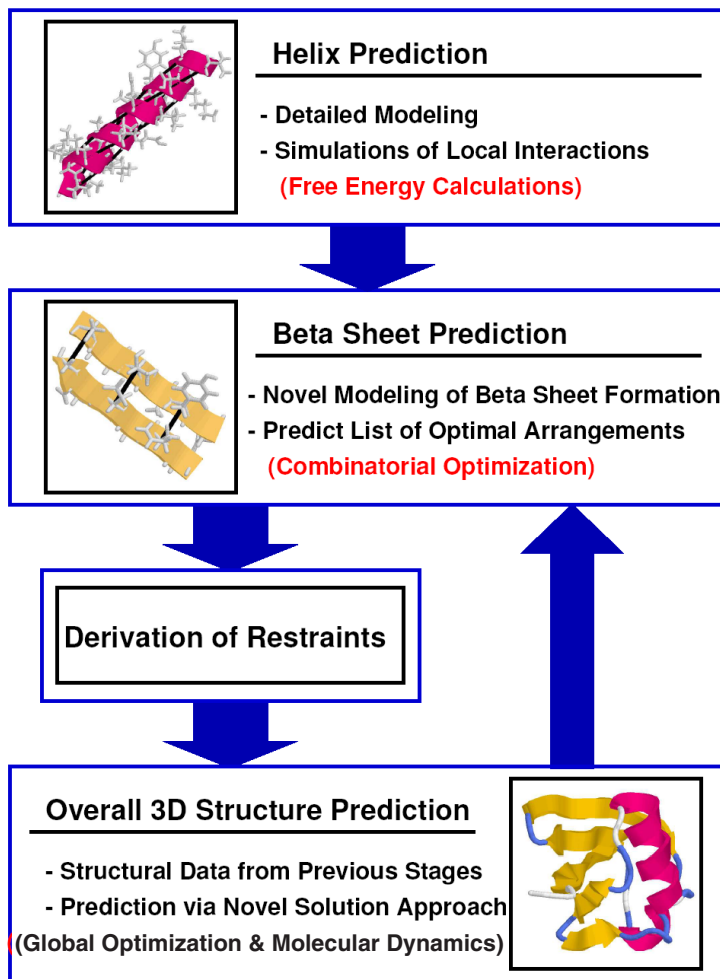 Helix Prediction
- Detailed Modeling
- Simulations of Local Interactions
(Free Energy Calculations)
Beta Sheet Prediction
- Novel Modeling of Beta Sheet Formation
- Predict List of Optimal Arrangements
(Combinatorial Optimization)
Derivation of Restraints
Overall 3D Structure Prediction
- Structural Data from Previous Stages
- Prediction via Novel Solution Approach
(Global Optimization & Molecular Dynamics)